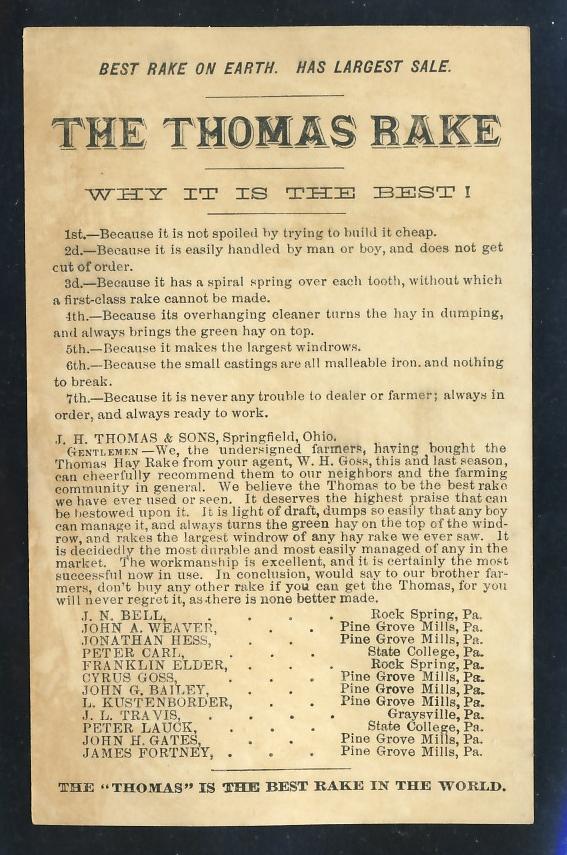 BEST RAKE ON EARTH. HAS LARGEST SALE.
THE THOMAS RAKE
WHY IT IS THE BEST!
1st.—Because it is not spoiled by trying to build it cheap.
2d.—Because it is easily handled by man or boy, and does not get
out of order.
3d.—Because it has a spiral spring over each tooth, without which
a first-class rake cannot be made.
4th.—Because its overhanging cleaner turns the hay in dumping,
and always brings the green hay on top.
5th.—Because it makes the largest windrows.
6th.—Because the small castings are all malleable iron. and nothing
to break.
7th.—Because it is never any trouble to dealer or farmer; always in
order, and always ready to work.
J. H. THOMAS & SONS, Springfield, Ohio.
GENTLEMEN—We, the undersigned farmers, having bought the
Thomas Hay Rake from your agent, W. H. Goss, this and last season,
can cheerfully recommend them to our neighbors and the farming
community in general. We believe the Thomas to be the best rake
we have ever used or seen. It deserves the highest praise that can
be bestowed upon it. It is light of draft, dumps so easily that any boy
can manage it, and always turns the green hay on the top of the wind-
row, and rakes the largest windrow of any hay rake we ever saw. It
is decidedly the most durable and most easily managed of any in the
market. The workmanship is excellent, and it is certainly the most
successful now in use. In conclusion, would say to our brother far-
mers, don't buy any other rake if you can get the Thomas, for you
will never regret it, as there is none better made.
J. N. BELL, . . . Rock Spring, Pa.
JOHN A. WEAVER, . . . Pine Grove Mills, Pa.
JONATHAN HESS, . . . Pine Grove Mills, Pa.
PETER CARL, . . . State College, Pa.
FRANKLIN ELDER, . . . Rock Spring, Pa.
CYRUS GOSS, . . . Pine Grove Mills, Pa.
JOHN G. BAILEY, . . . Pine Grove Mills, Pa.
L. KUSTENBORDER, . . . Pine Grove Mills, Pa.
J. L. TRAVIS, . . . . Graysville, Pa.
PETER LAUCK, . . . State College, Pa.
JOHN H. GATES, . . . Pine Grove Mills, Pa.
JAMES FORTNEY, . . . Pine Grove Mills, Pa.
THE "THOMAS" IS THE BEST RAKE IN THE WORLD.